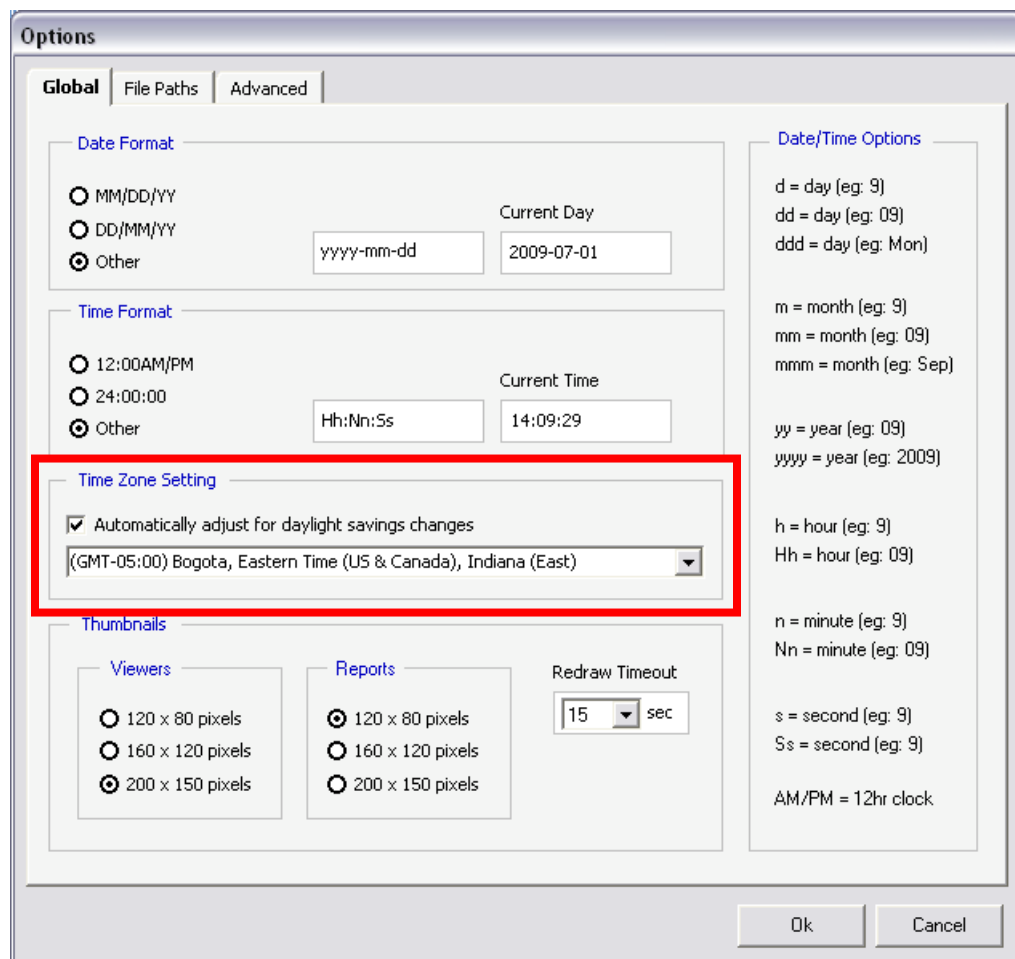 Options
Global File Paths Advanced
Date Format
MM/DD/YY
DD/MM/YY
Other
yyyy-mm-dd
Current Day
2009-07-01
Time Format
12:00AM/PM
24:00:00
Other
Hh:Nn:Ss
Current Time
14:09:29
Time Zone Setting
Automatically adjust for daylight savings changes
(GMT-05:00) Bogota, Eastern Time (US & Canada), Indiana (East)
Thumbnails
Viewers
120 x 80 pixels
160 x 120 pixels
200 x 150 pixels
Reports
120 x 80 pixels
160 x 120 pixels
200 x 150 pixels
Redraw Timeout
15 sec
Date/Time Options
d = day (eg: 9)
dd = day (eg: 09)
ddd = day (eg: Mon)
m = month (eg: 9)
mm = month (eg: 09)
mmm = month (eg: Sep)
yy = year (eg: 09)
yyyy = year (eg: 2009)
h = hour (eg: 9)
Hh = hour (eg: 09)
n = minute (eg: 9)
Nn = minute (eg: 09)
s = second (eg: 9)
Ss = second (eg: 9)
AM/PM = 12hr clock
Ok Cancel